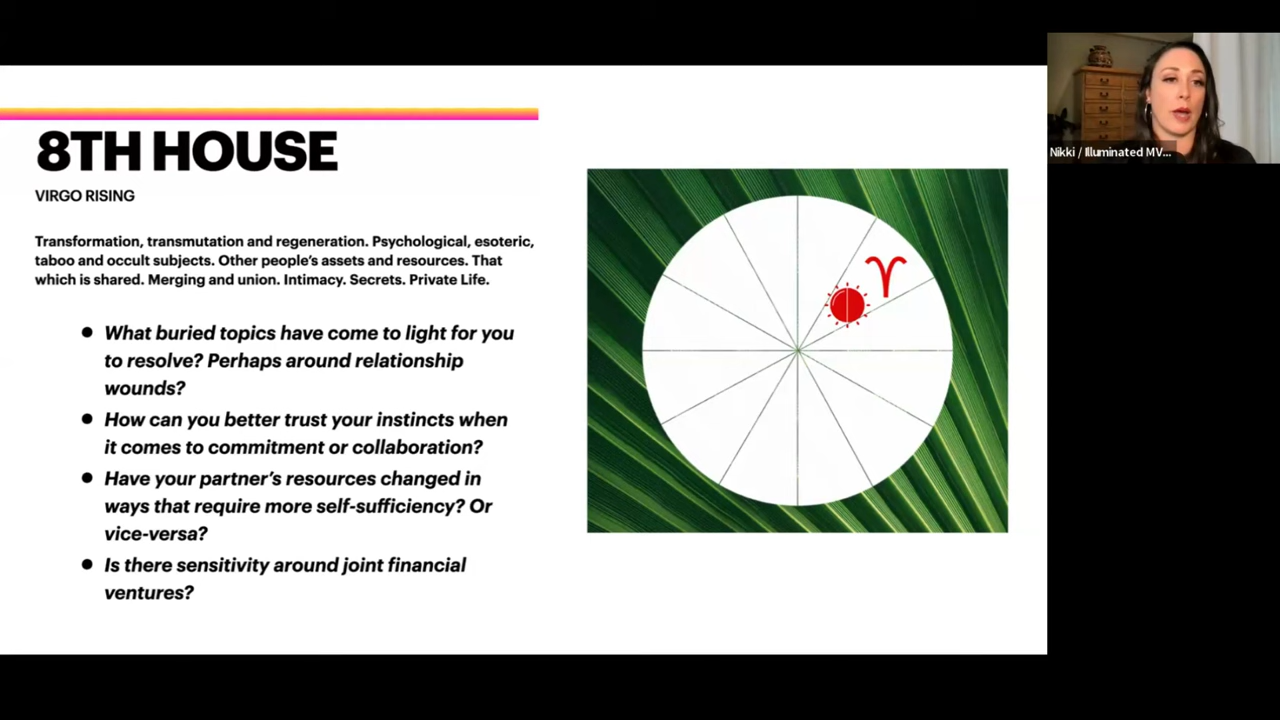 8TH HOUSE
VIRGO RISING
Transformation, transmutation and regeneration. Psychological, esoteric,
taboo and occult subjects. Other people's assets and resources. That
which is shared. Merging and union. Intimacy. Secrets. Private Life.
● What buried topics have come to light for you
to resolve? Perhaps around relationship
wounds?
● How can you better trust your instincts when
it comes to commitment or collaboration?
● Have your partner's resources changed in
ways that require more self-sufficiency? Or
vice-versa?
● Is there sensitivity around joint financial
ventures?
♈
Nikki / Illuminated MV...